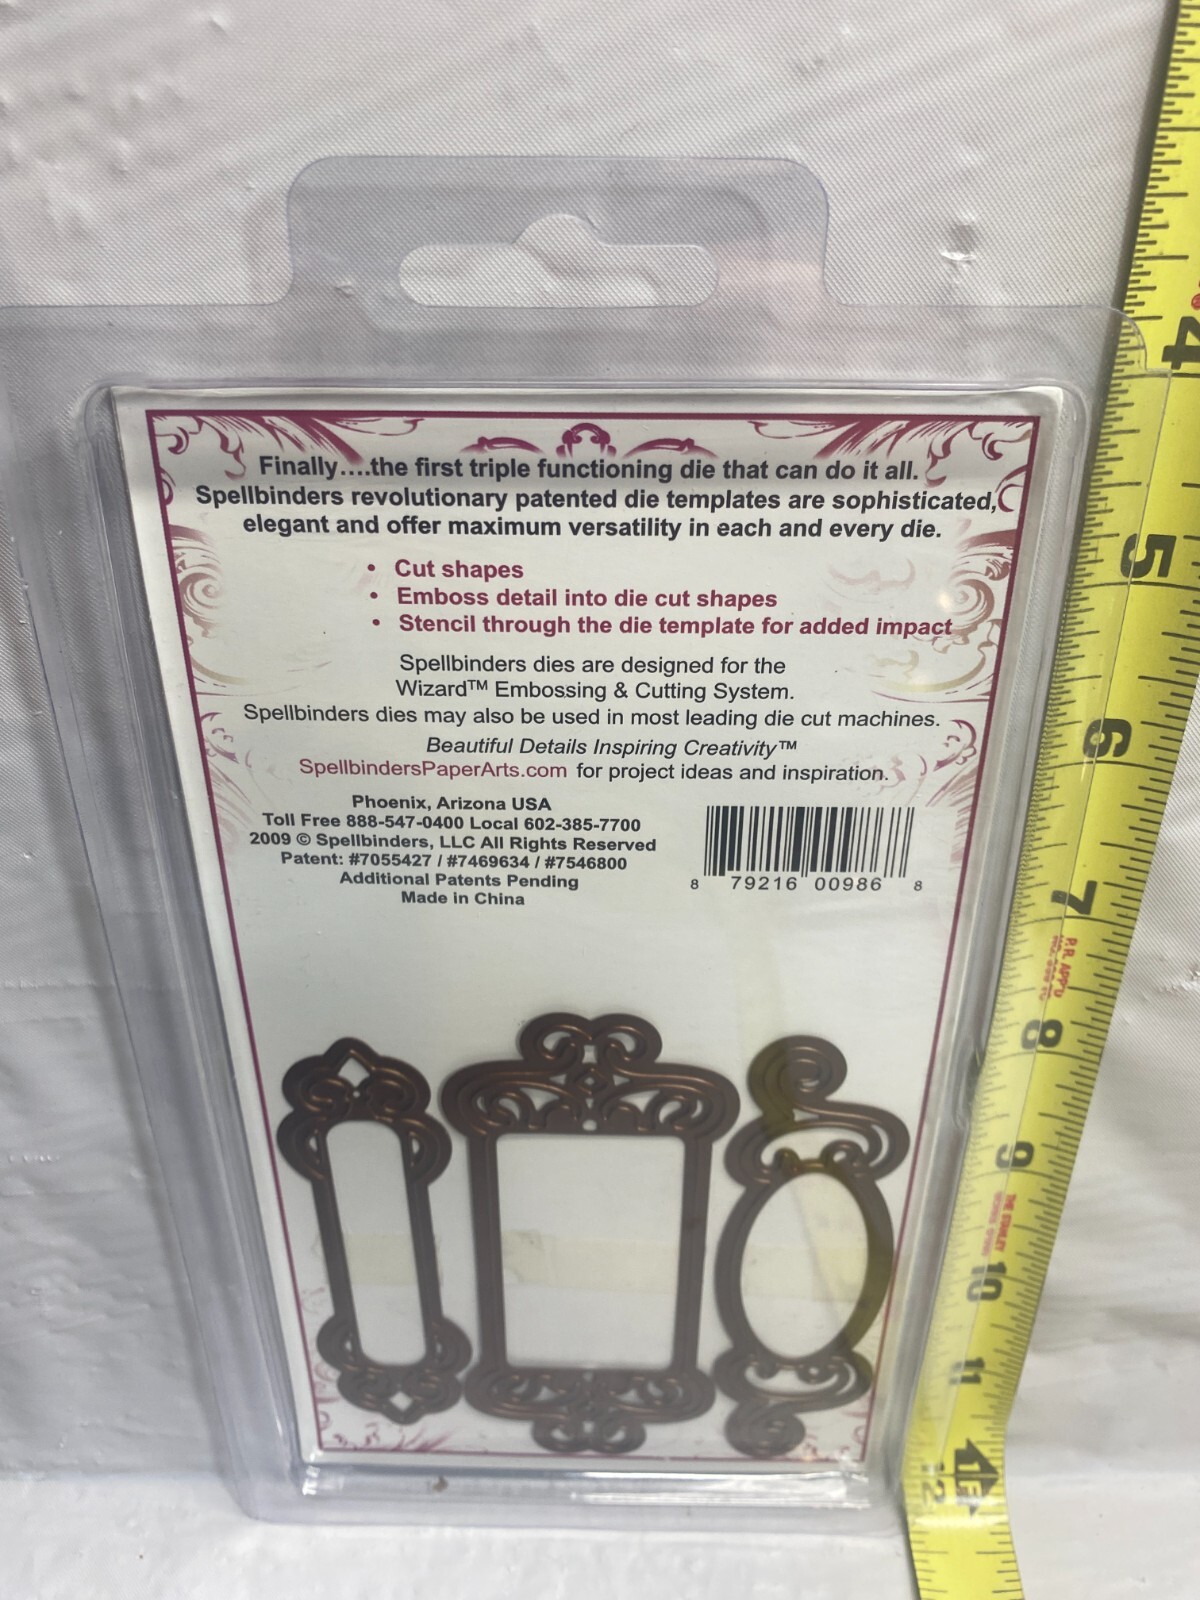 Finally....the first triple functioning die that can do it all.
Spellbinders revolutionary patented die templates are sophisticated,
elegant and offer maximum versatility in each and every die.
• Cut shapes
• Emboss detail into die cut shapes
• Stencil through the die template for added impact
Spellbinders dies are designed for the
Wizard™ Embossing & Cutting System.
Spellbinders dies may also be used in most leading die cut machines.
Beautiful Details Inspiring Creativity™
SpellbindersPaperArts.com for project ideas and inspiration.
Phoenix, Arizona USA
Toll Free 888-547-0400 Local 602-385-7700
2009 © Spellbinders, LLC All Rights Reserved
Patent: #7055427 / #7469634 / #7546800
Additional Patents Pending
Made in China
8 79216 00986 8
4
5
6
7
P.R. APP'D
8
9
THE STANLEY
10
11
12
1F